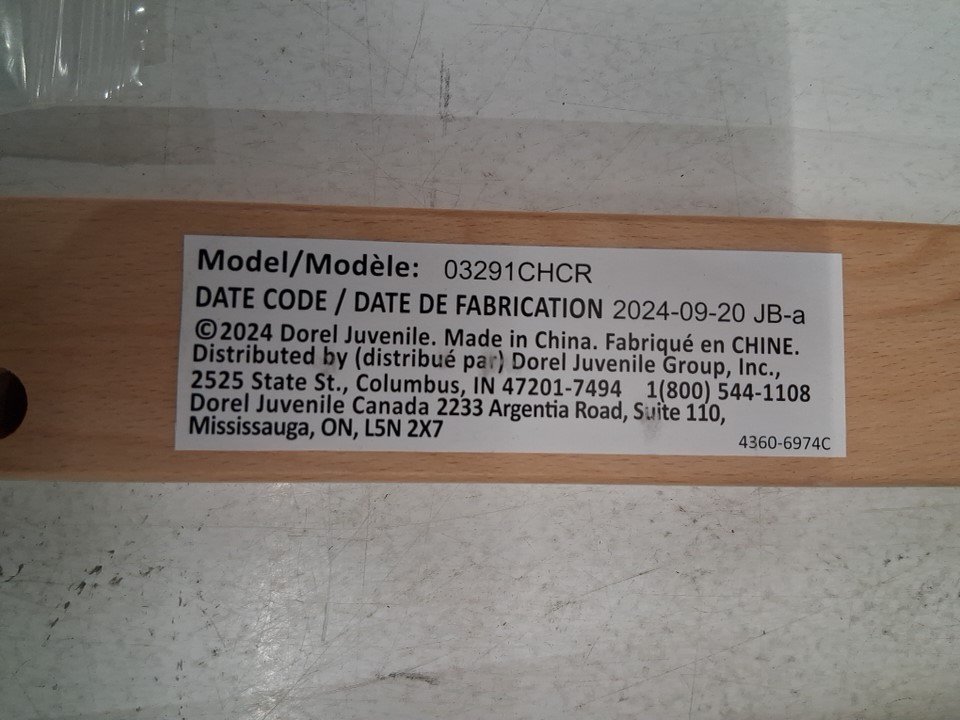 Model/Modèle: 03291CHCR
DATE CODE / DATE DE FABRICATION 2024-09-20 JB-a
©2024 Dorel Juvenile. Made in China. Fabriqué en CHINE.
Distributed by (distribué par) Dorel Juvenile Group, Inc.,
2525 State St., Columbus, IN 47201-7494 1(800) 544-1108
Dorel Juvenile Canada 2233 Argentia Road, Suite 110,
Mississauga, ON, L5N 2X7
4360-6974C